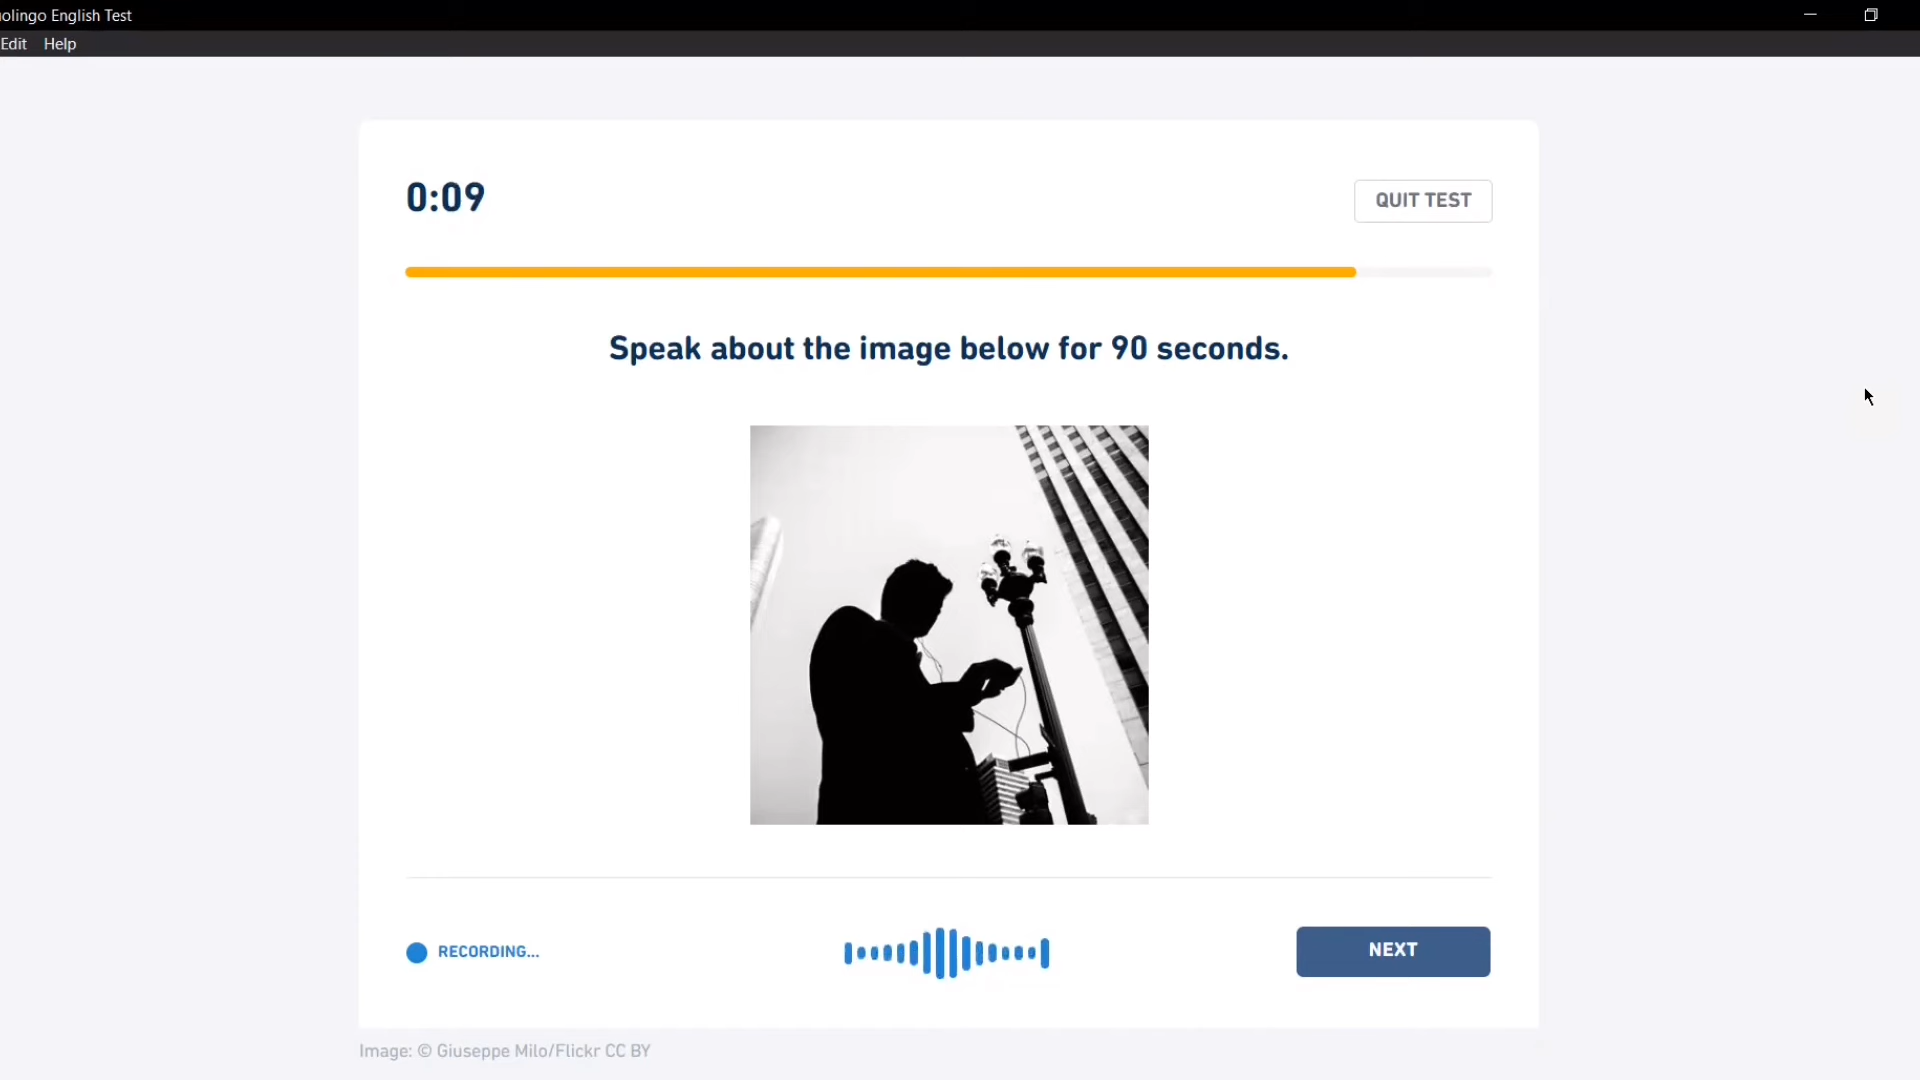 uolingo English Test
Edit Help
0:09
QUIT TEST
Speak about the image below for 90 seconds.
RECORDING...
NEXT
Image: © Giuseppe Milo/Flickr CC BY